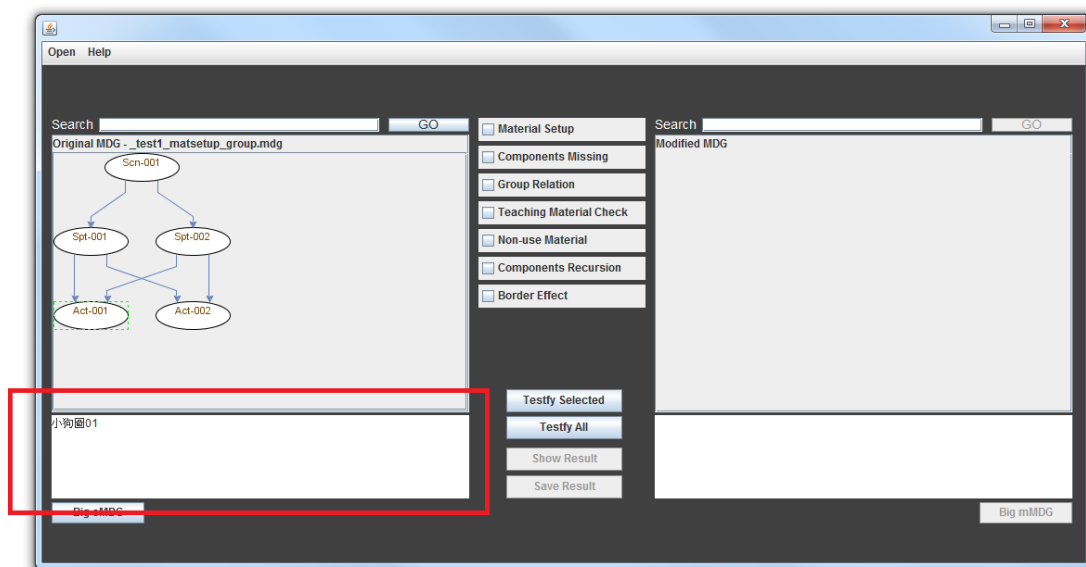 Open Help
Search GO
Original MDG - _test1_matsetup_group.mdg
Scn-001
Spt-001 Spt-002
Act-001 Act-002
小狗圈01
Big oMDG
Material Setup
Components Missing
Group Relation
Teaching Material Check
Non-use Material
Components Recursion
Border Effect
Testfy Selected
Testfy All
Show Result
Save Result
Search GO
Modified MDG
Big mMDG